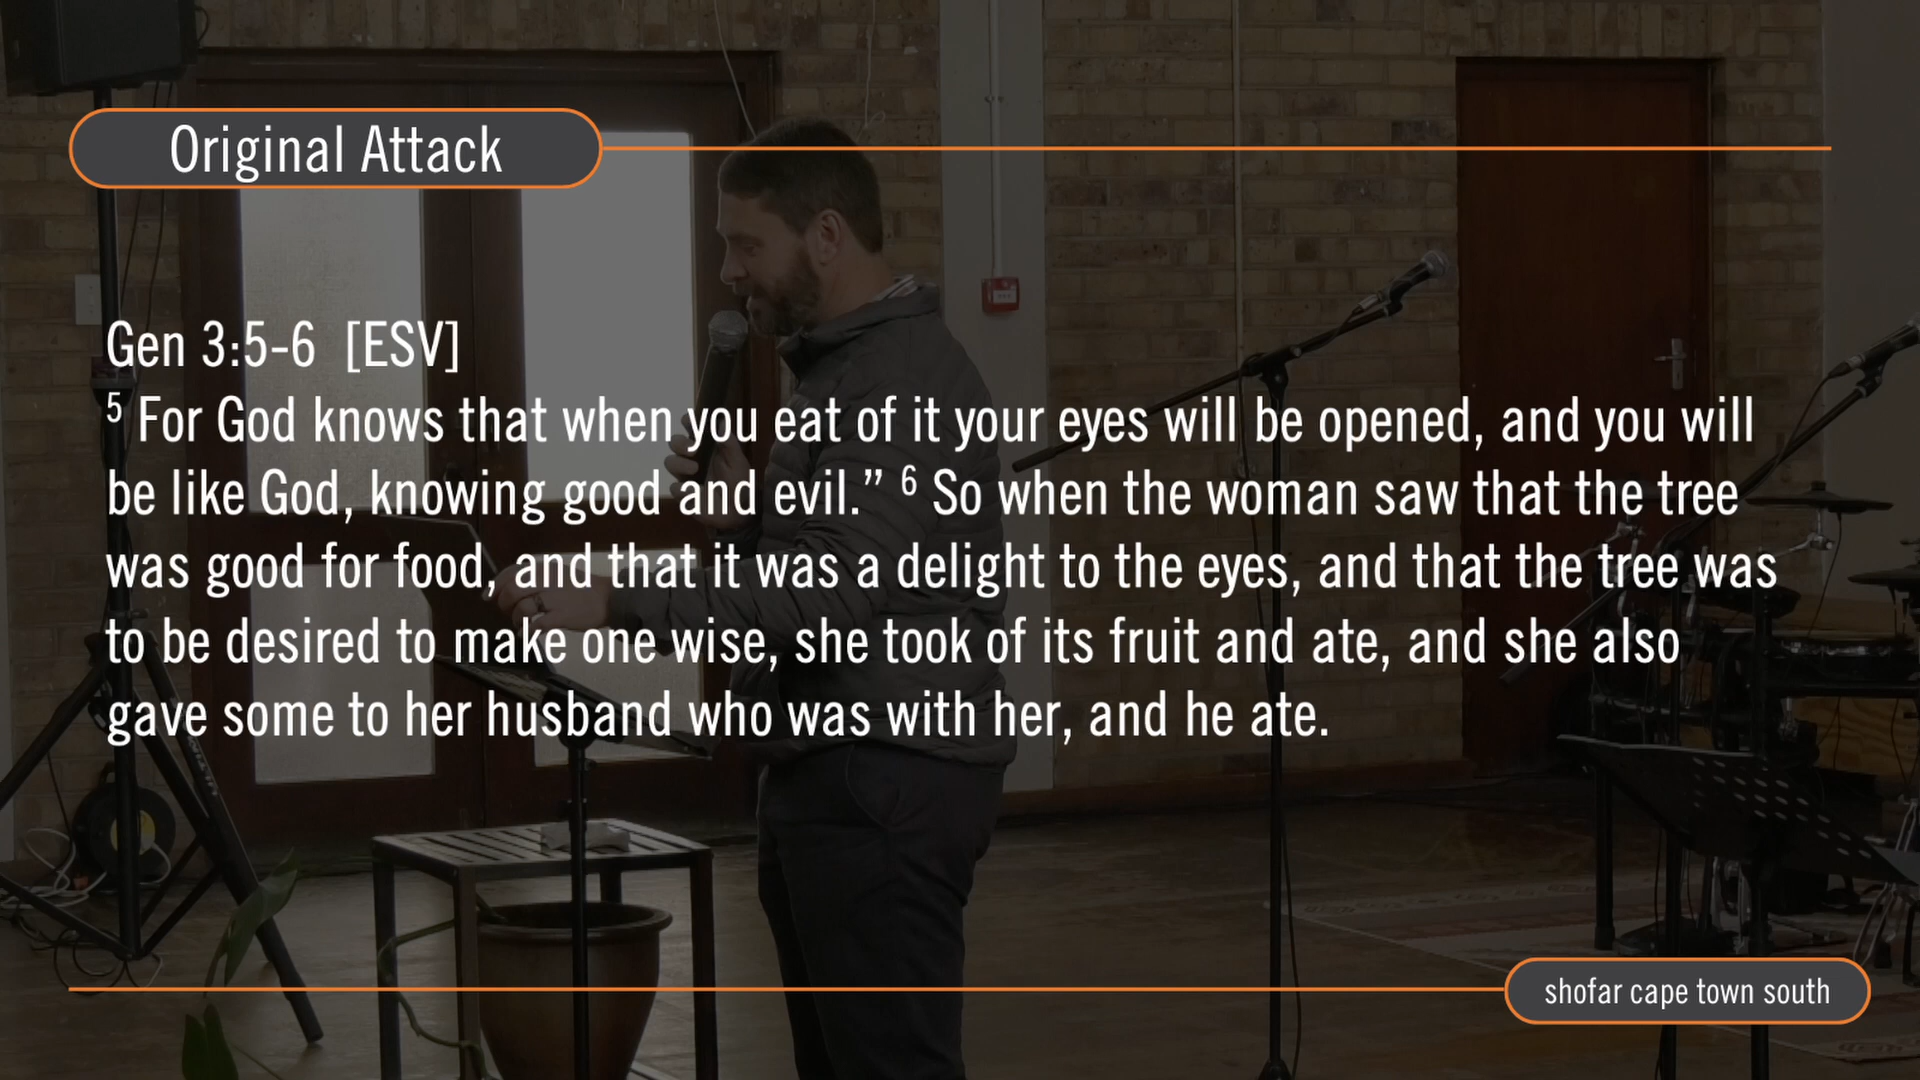 Original Attack
Gen 3:5-6 [ESV]
5 For God knows that when you eat of it your eyes will be opened, and you will
be like God, knowing good and evil.” 6 So when the woman saw that the tree
was good for food, and that it was a delight to the eyes, and that the tree was
to be desired to make one wise, she took of its fruit and ate, and she also
gave some to her husband who was with her, and he ate.
shofar cape town south